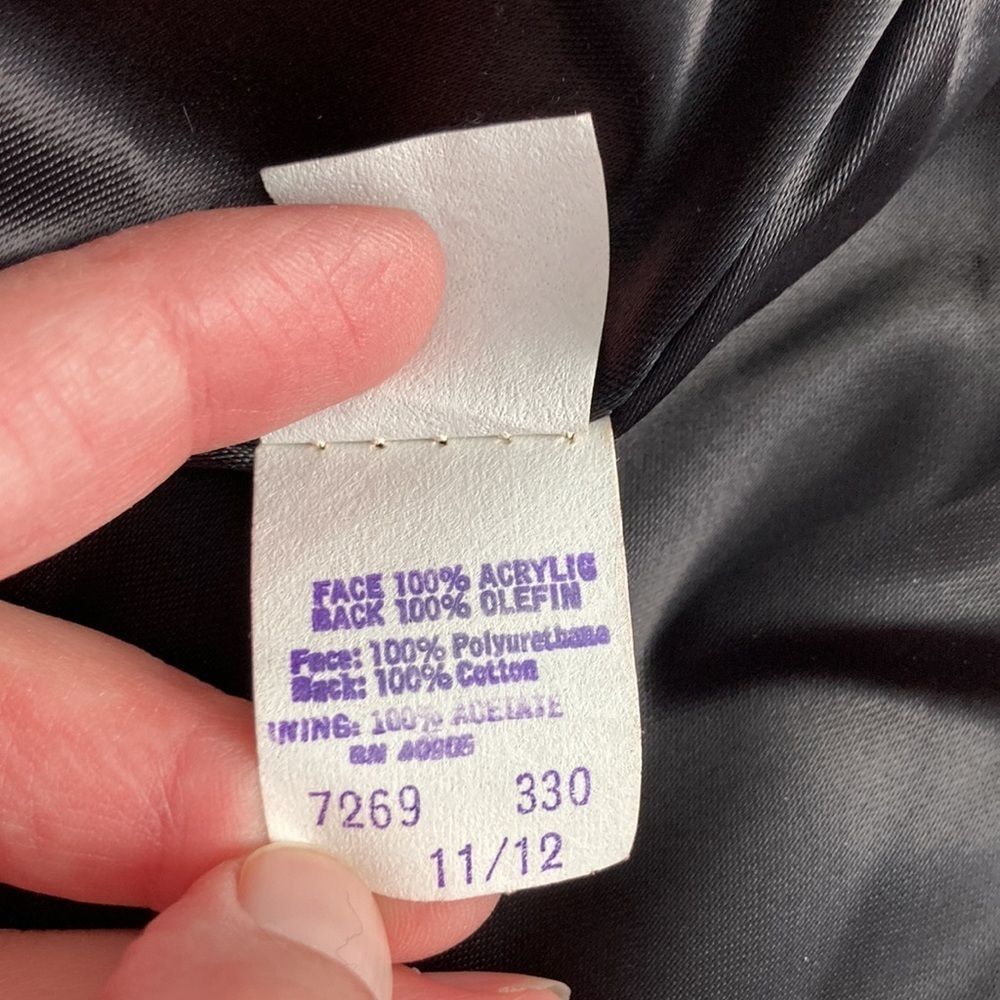 FACE 100% ACRYLIC
BACK 100% OLEFIN
Face: 100% Polyurethane
Back: 100% Cotton
INING: 100% ACETATE
RN 40905
7269 330
11/12